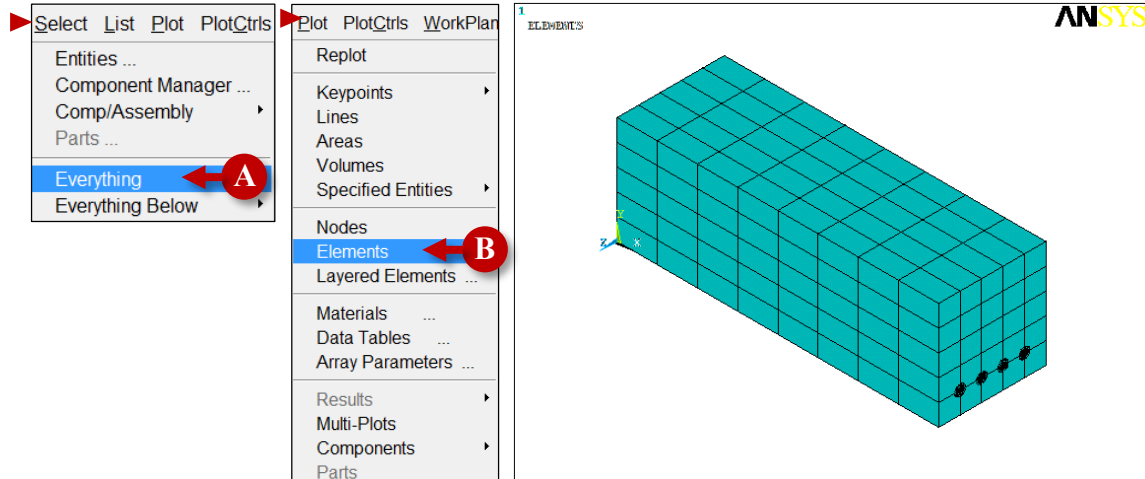 Select List Plot PlotCtrls
Entities ...
Component Manager ...
Comp/Assembly
Parts ...
Everything
A
Everything Below
Plot PlotCtrls WorkPlan
Replot
Keypoints
Lines
Areas
Volumes
Specified Entities
Nodes
Elements
B
Layered Elements ...
Materials ...
Data Tables ...
Array Parameters ...
Results
Multi-Plots
Components
Parts
1
ELEMENTS
ANSYS
Y
Z X